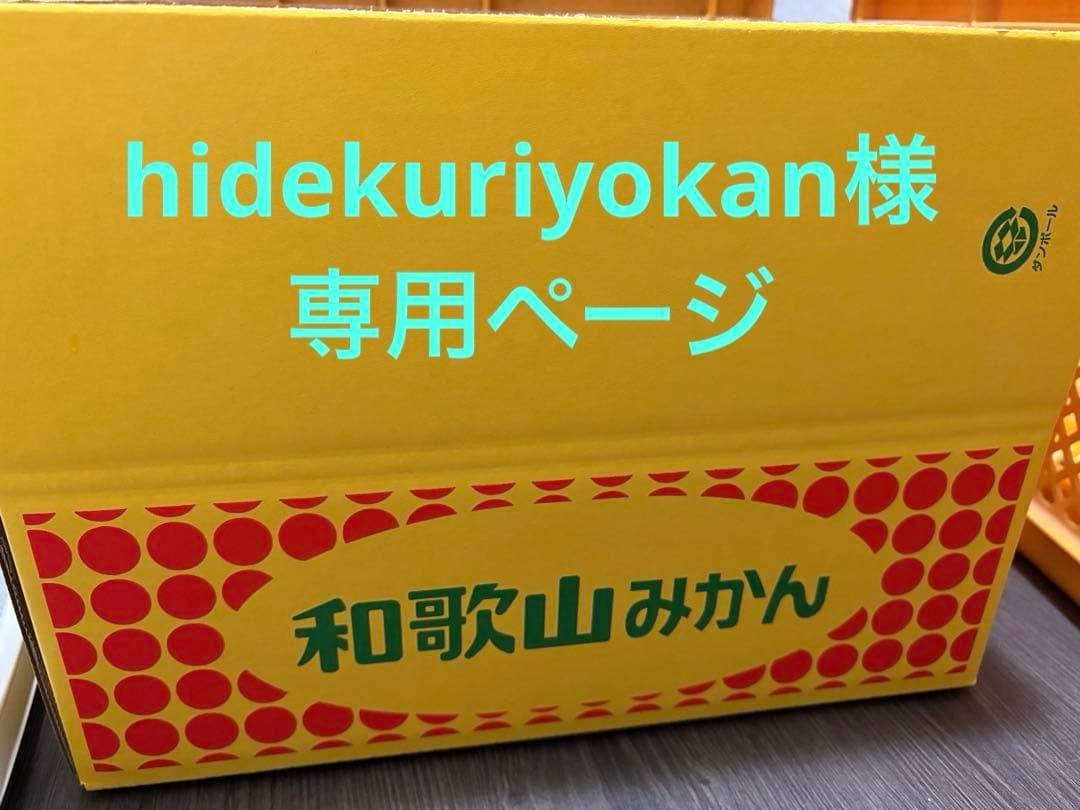 hidekuriyokan様
専用ページ
ダンボール
和歌山みかん